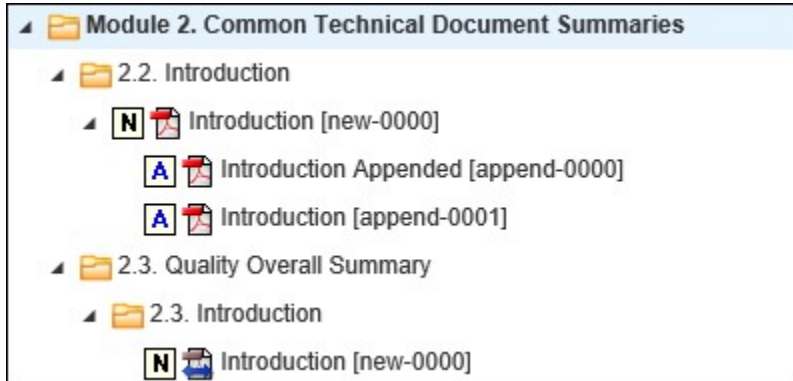 Module 2. Common Technical Document Summaries
2.2. Introduction
N Introduction [new-0000]
A Introduction Appended [append-0000]
A Introduction [append-0001]
2.3. Quality Overall Summary
2.3. Introduction
N Introduction [new-0000]